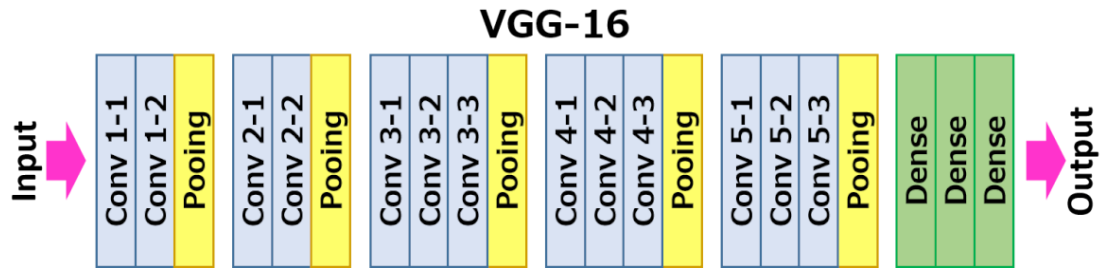 VGG-16
Input
Conv 1-1
Conv 1-2
Pooing
Conv 2-1
Conv 2-2
Pooing
Conv 3-1
Conv 3-2
Conv 3-3
Pooing
Conv 4-1
Conv 4-2
Conv 4-3
Pooing
Conv 5-1
Conv 5-2
Conv 5-3
Pooing
Dense
Dense
Dense
Output